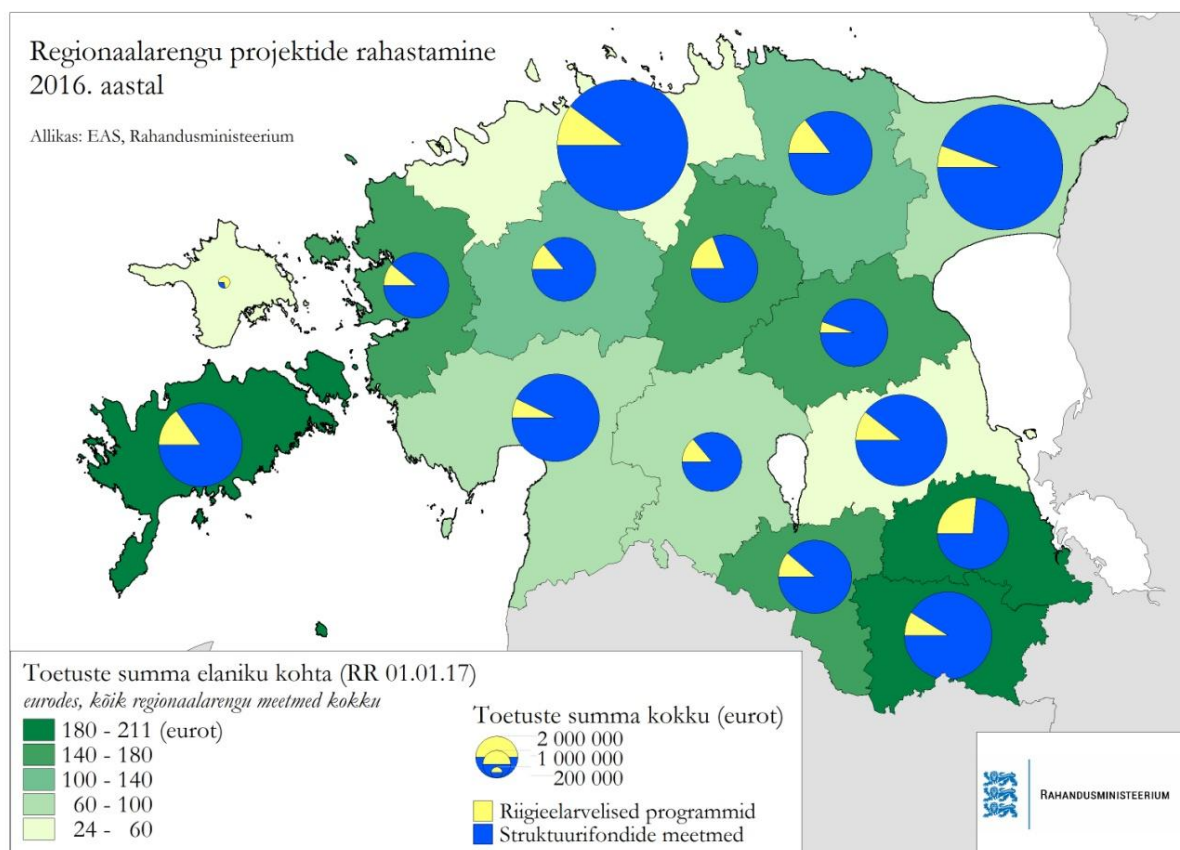 Regionaalarengu projektide rahastamine
2016. aastal
Allikas: EAS, Rahandusministeerium
Toetuste summa elaniku kohta (RR 01.01.17)
eurodes, kõik regionaalarengu meetmed kokku
180 - 211 (eurot)
140 - 180
100 - 140
60 - 100
24 - 60
Toetuste summa kokku (eurot)
2 000 000
1 000 000
200 000
Riigieelarvelised programmid
Struktuurifondide meetmed
RAHANDUSMINISTEERIUM